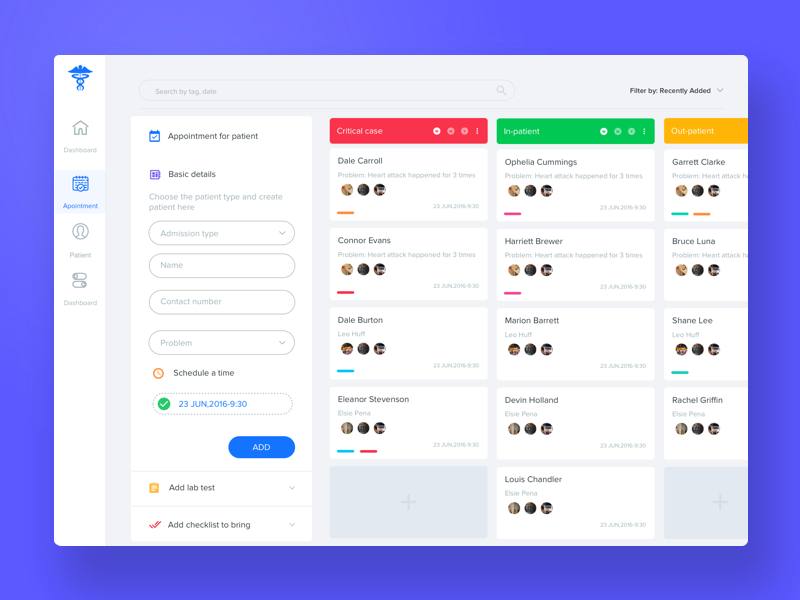 Search by tag, date
Filter by: Recently Added
Dashboard
Apointment
Patient
Dashboard
Appointment for patient
Basic details
Choose the patient type and create
patient here
Admission type
Name
Contact number
Problem
Schedule a time
23 JUN,2016-9:30
ADD
Add lab test
Add checklist to bring
Critical case
Dale Carroll
Problem: Heart attack happened for 3 times
23 JUN,2016-9:30
Connor Evans
Problem: Heart attack happened for 3 times
23 JUN,2016-9:30
Dale Burton
Leo Huff
23 JUN,2016-9:30
Eleanor Stevenson
Elsie Pena
23 JUN,2016-9:30
In-patient
Ophelia Cummings
Problem: Heart attack happened for 3 times
23 JUN,2016-9:30
Harriett Brewer
Problem: Heart attack happened for 3 times
23 JUN,2016-9:30
Marion Barrett
Leo Huff
23 JUN,2016-9:30
Devin Holland
Elsie Pena
23 JUN,2016-9:30
Louis Chandler
Elsie Pena
23 JUN,2016-9:30
Out-patient
Garrett Clarke
Problem: Heart attack h
Bruce Luna
Problem: Heart attack h
Shane Lee
Leo Huff
Rachel Griffin
Elsie Pena